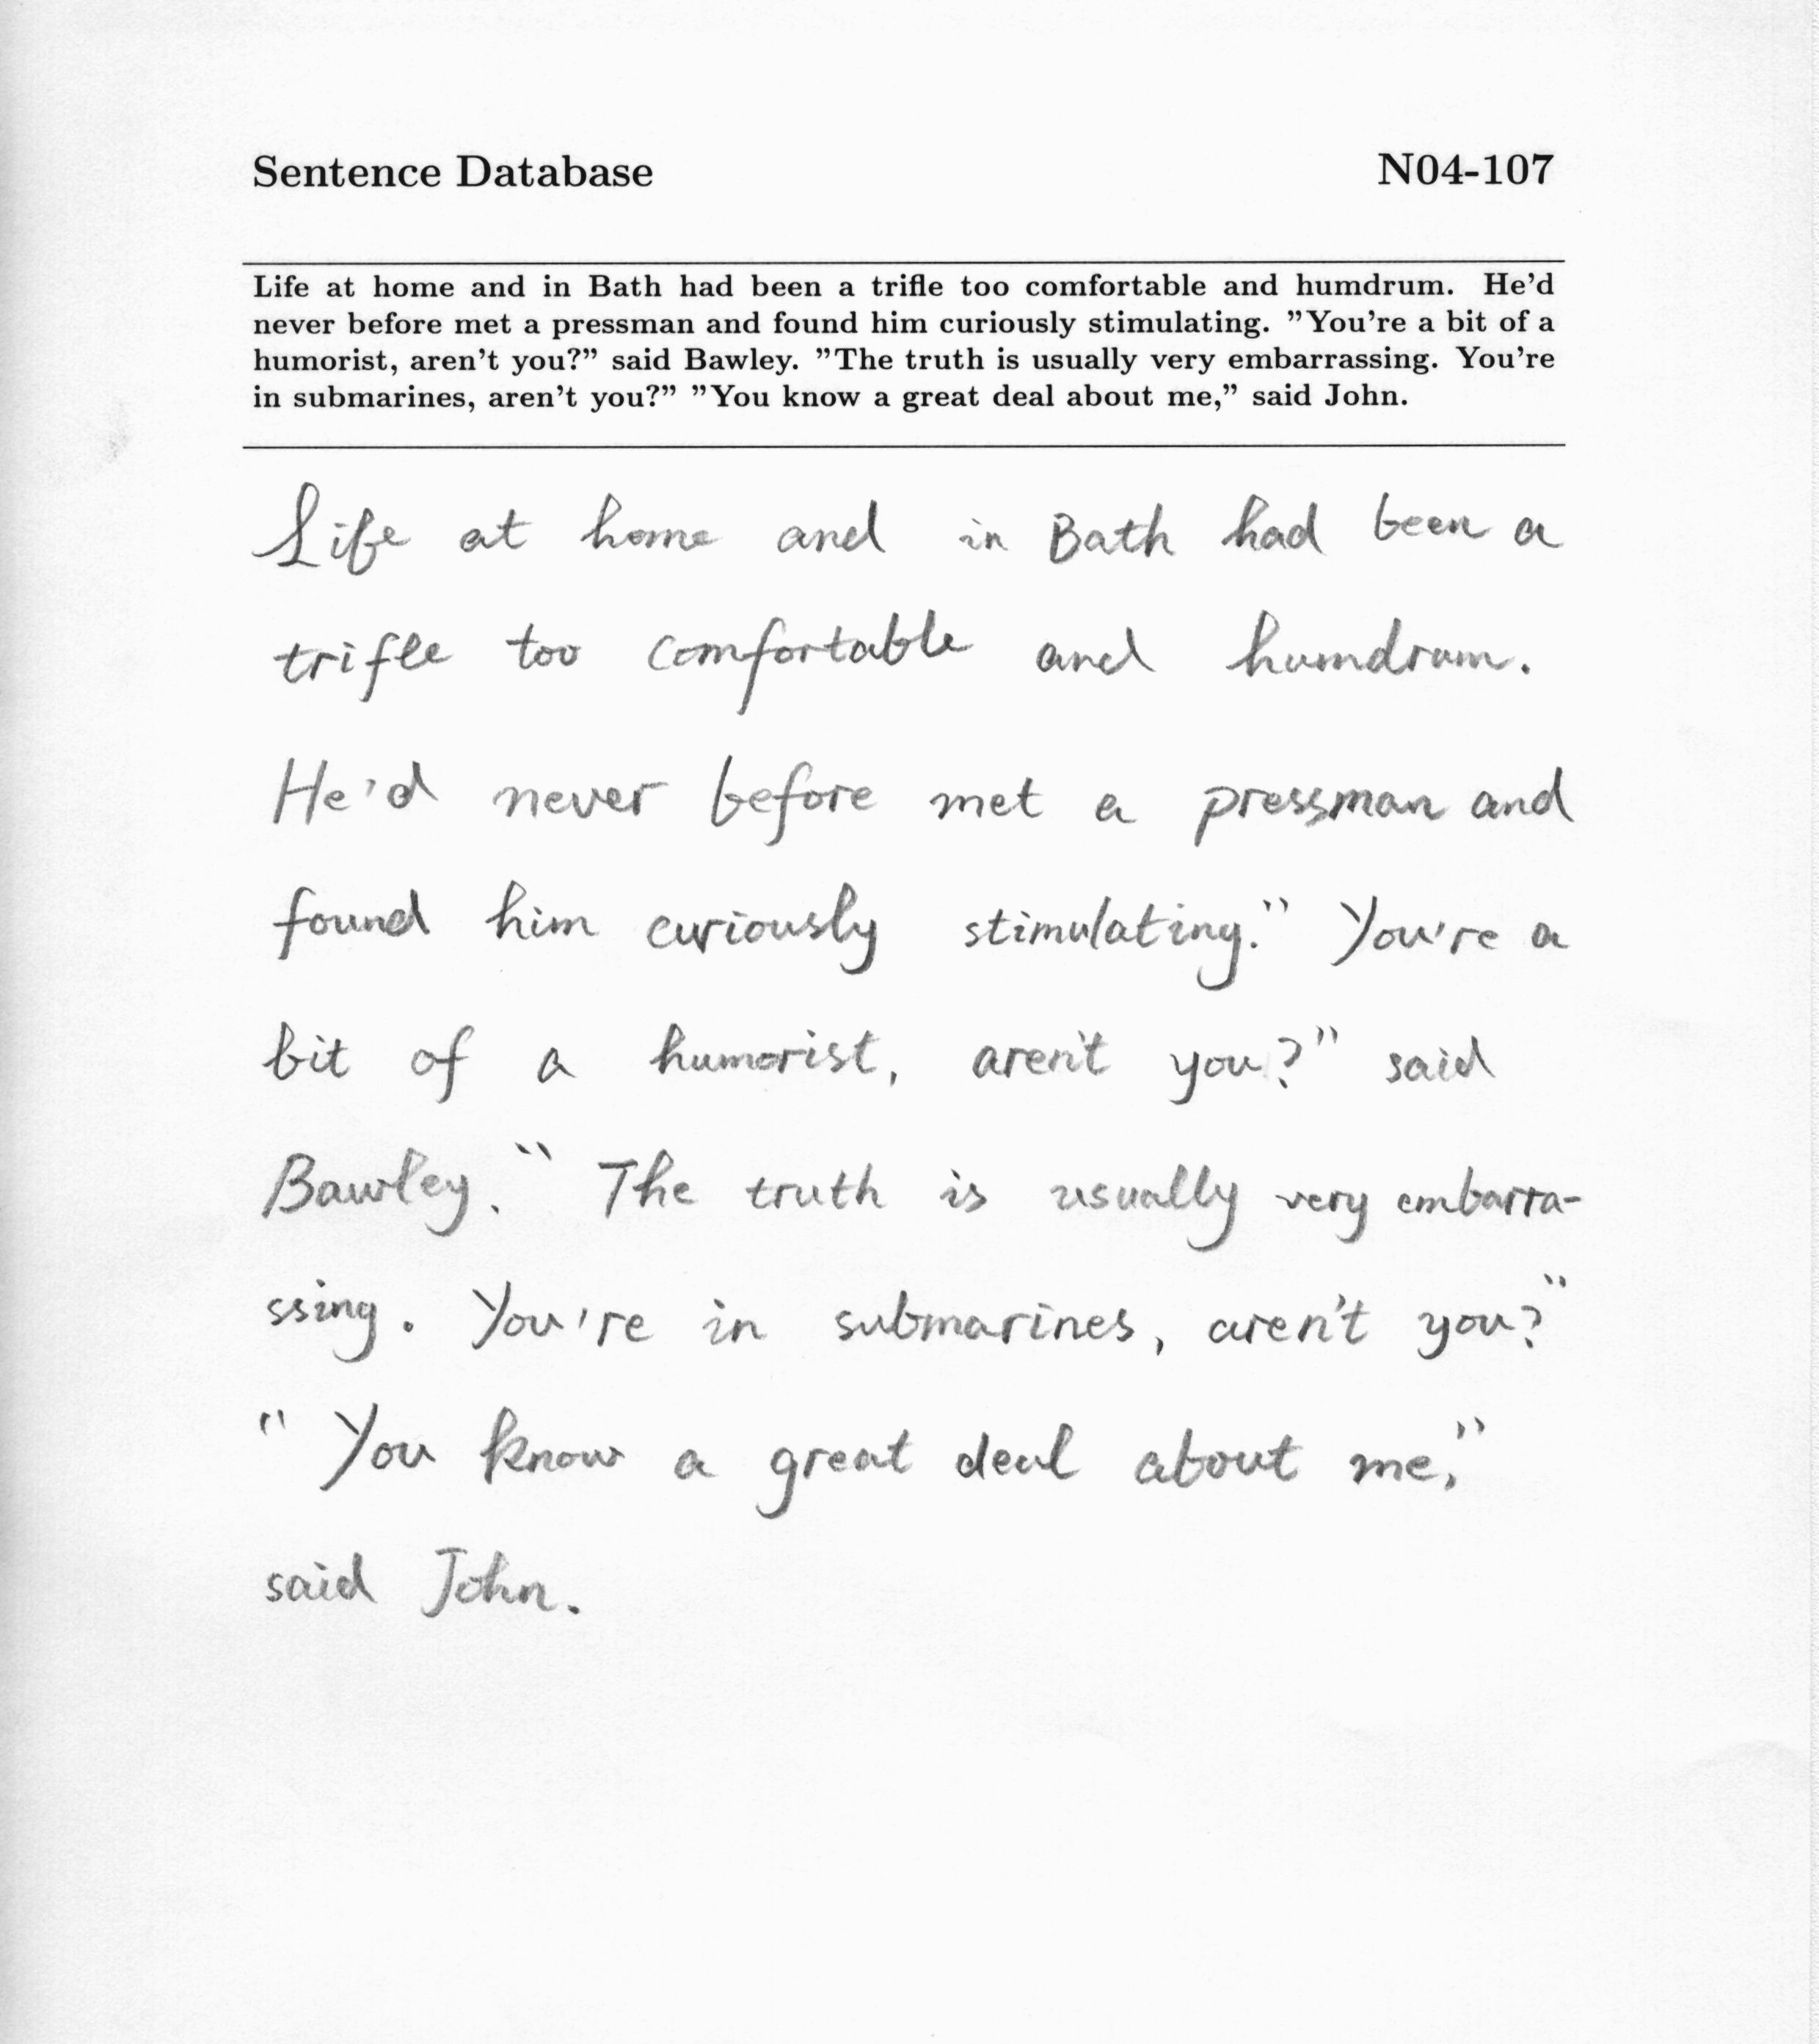 Sentence Database N04-107
Life at home and in Bath had been a trifle too comfortable and humdrum. He'd
never before met a pressman and found him curiously stimulating. "You're a bit of a
humorist, aren't you?" said Bawley. "The truth is usually very embarrassing. You're
in submarines, aren't you?" "You know a great deal about me," said John.
Life at home and in Bath had been a
trifle too comfortable and humdrum.
He'd never before met a pressman and
found him curiously stimulating." You're a
bit of a humorist, aren't you?" said
Bawley." The truth is usually very embarra-
ssing. You're in submarines, aren't you?"
" You know a great deal about me,"
said John.